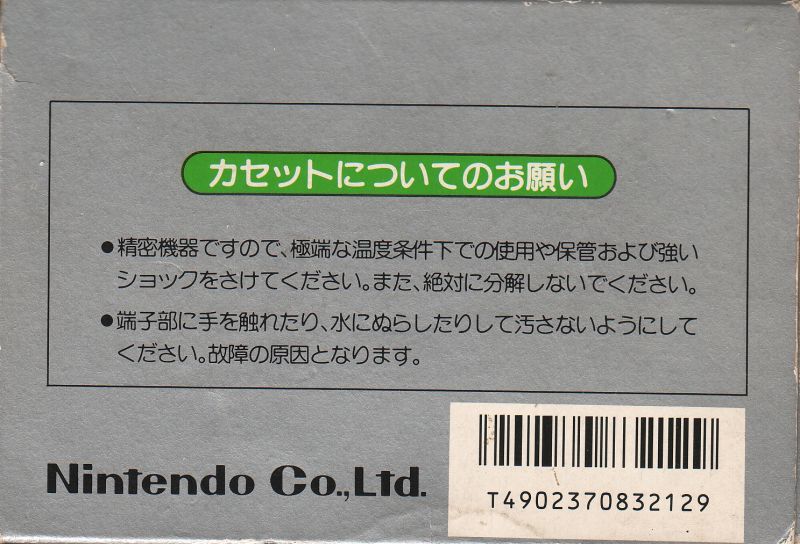 カセットについてのお願い
●精密機器ですので、極端な温度条件下での使用や保管および強い
ショックをさけてください。また、絶対に分解しないでください。
●端子部に手を触れたり、水にぬらしたりして汚さないようにして
ください。故障の原因となります。
Nintendo Co.,Ltd.
T4902370832129